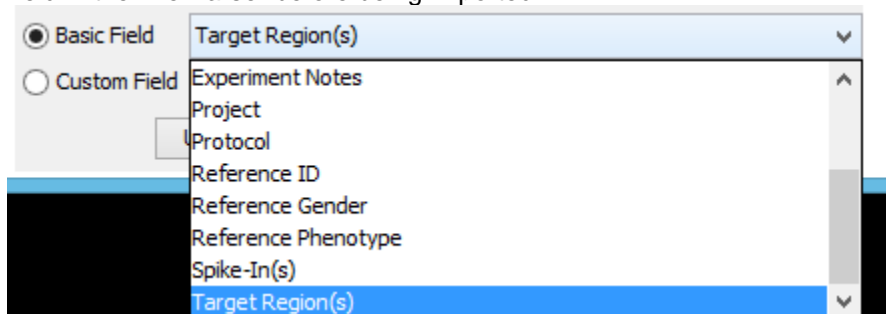 Basic Field Target Region(s)
Custom Field Experiment Notes
Project
Protocol
Reference ID
Reference Gender
Reference Phenotype
Spike-In(s)
Target Region(s)